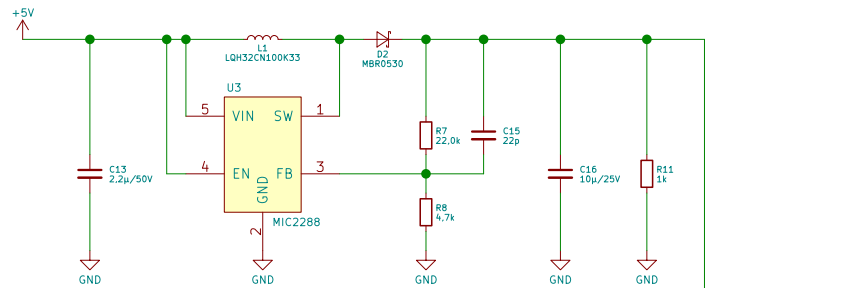 +5V
L1
LQH32CN100K33
D2
MBR0530
U3
5 VIN SW 1
R7
22,0k
C15
22p
4 EN FB 3
GND
2
MIC2288
C13
2,2µ/50V
R8
4,7k
C16
10µ/25V
R11
1k
GND
GND
GND
GND
GND